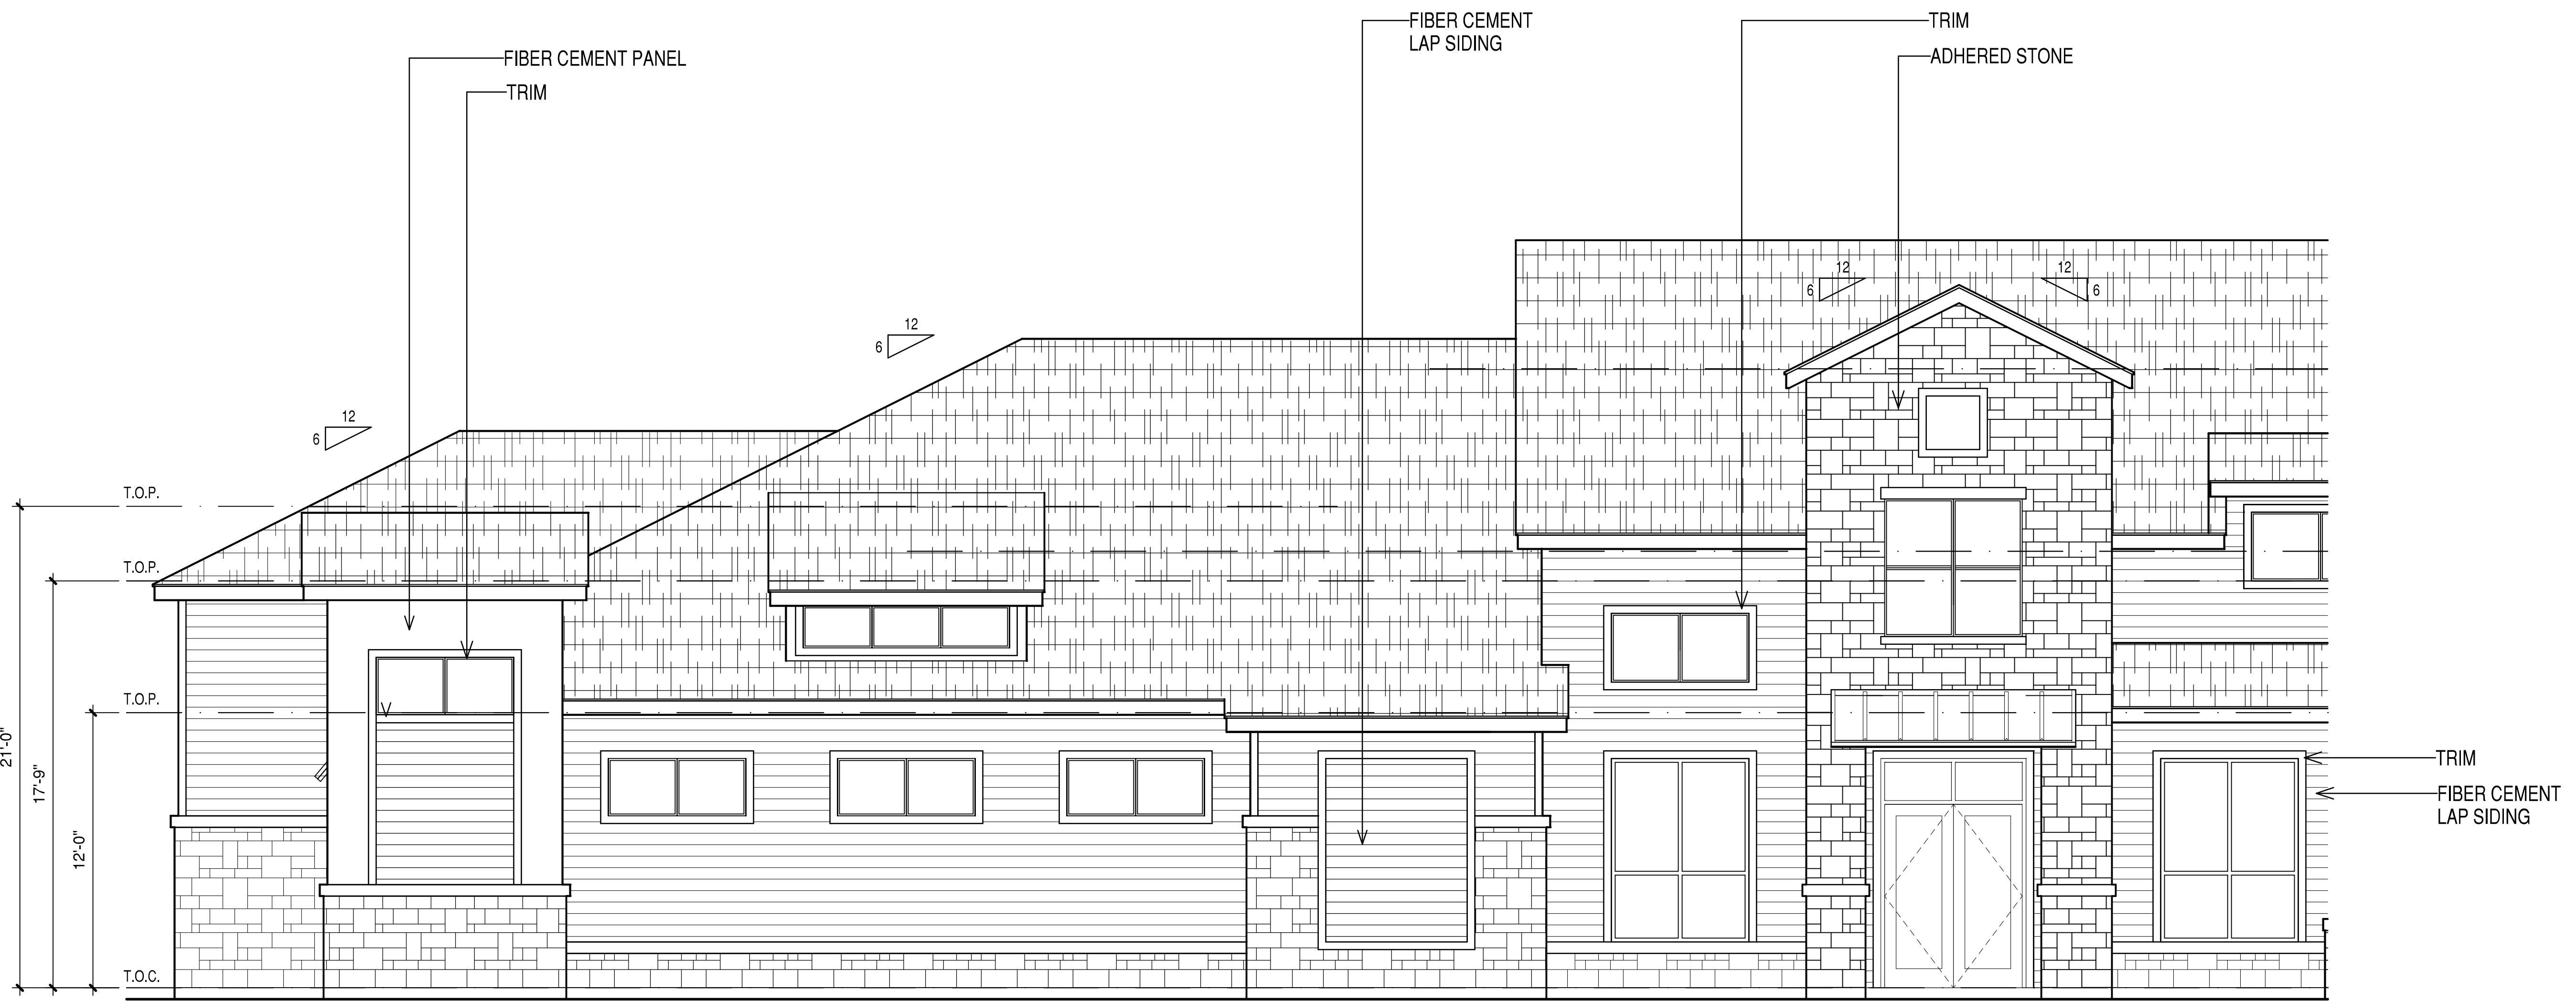 FIBER CEMENT
LAP SIDING
TRIM
ADHERED STONE
FIBER CEMENT PANEL
TRIM
12
6
12
6
12
6
12
6
T.O.P.
T.O.P.
T.O.P.
T.O.C.
21'-0"
17'-9"
12'-0"
TRIM
FIBER CEMENT
LAP SIDING